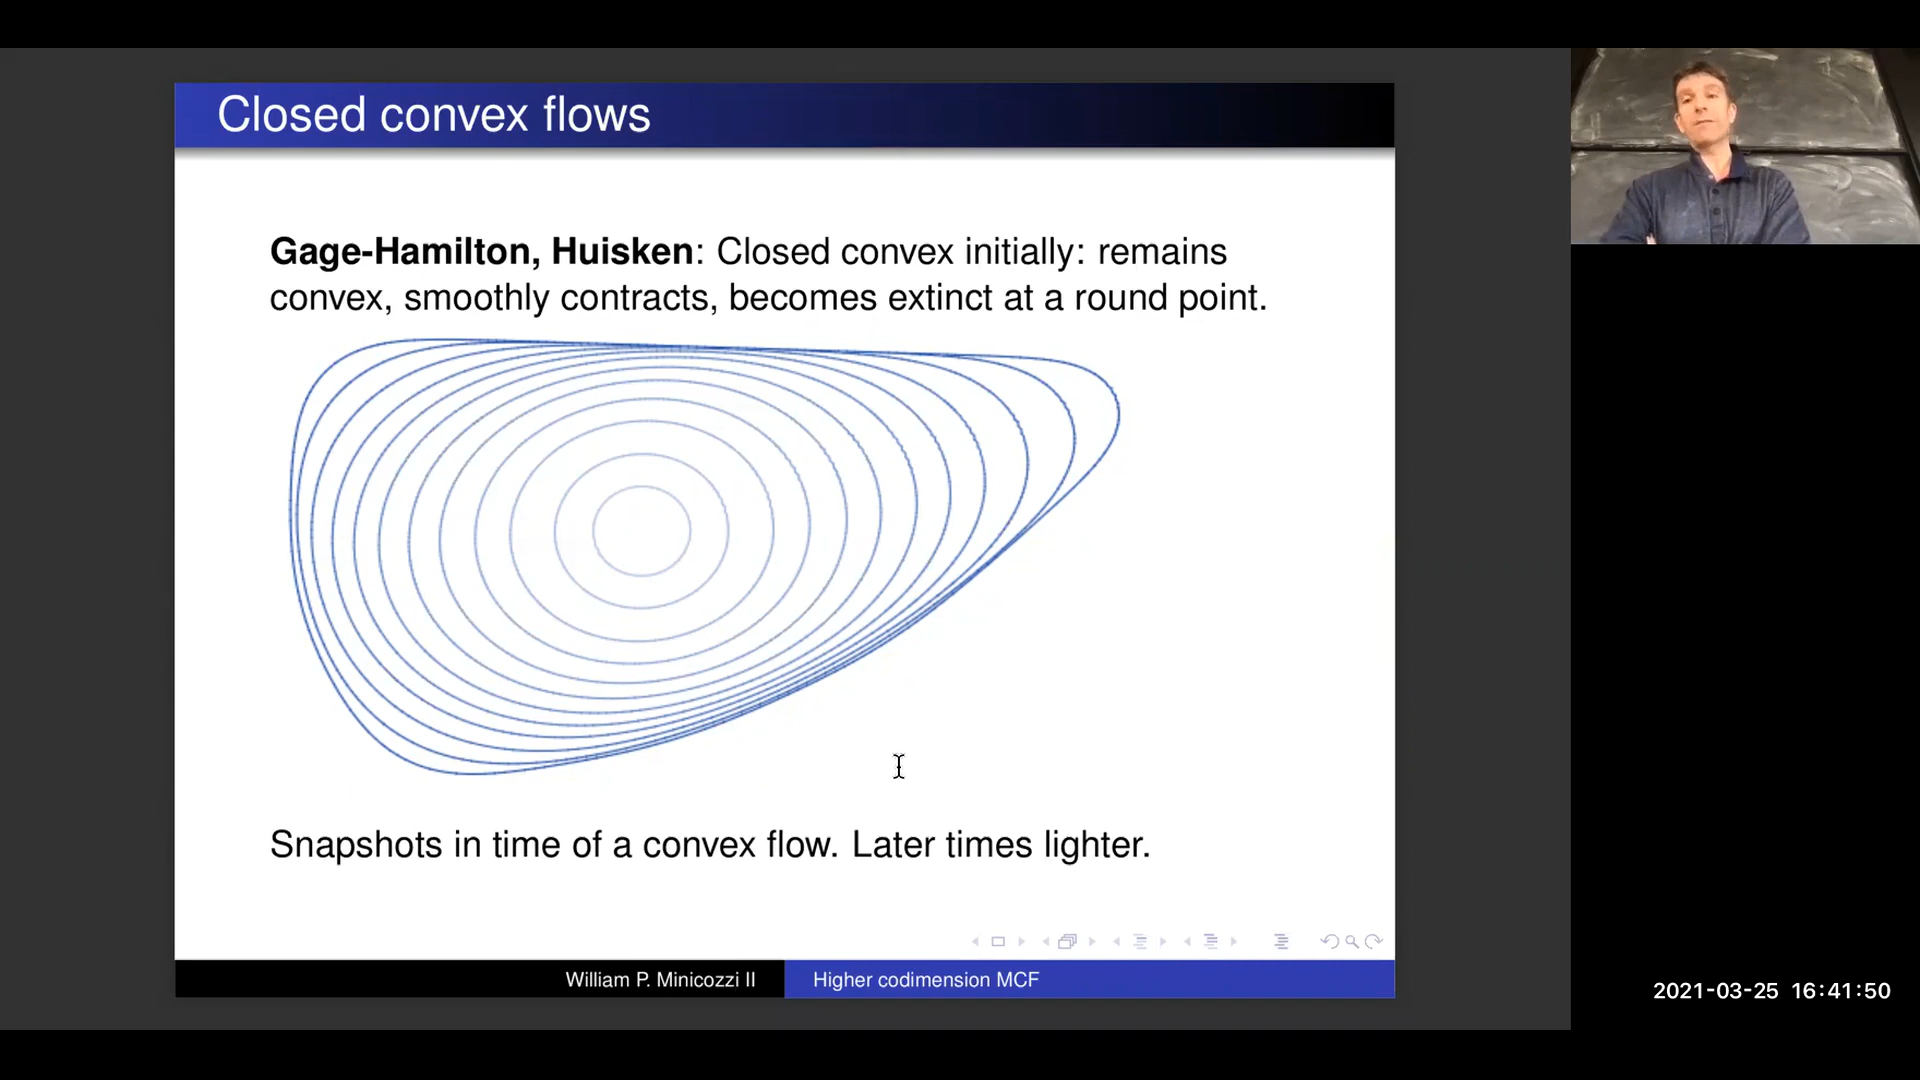 Closed convex flows
Gage-Hamilton, Huisken: Closed convex initially: remains
convex, smoothly contracts, becomes extinct at a round point.
Snapshots in time of a convex flow. Later times lighter.
William P. Minicozzi II
Higher codimension MCF
2021-03-25 16:41:50